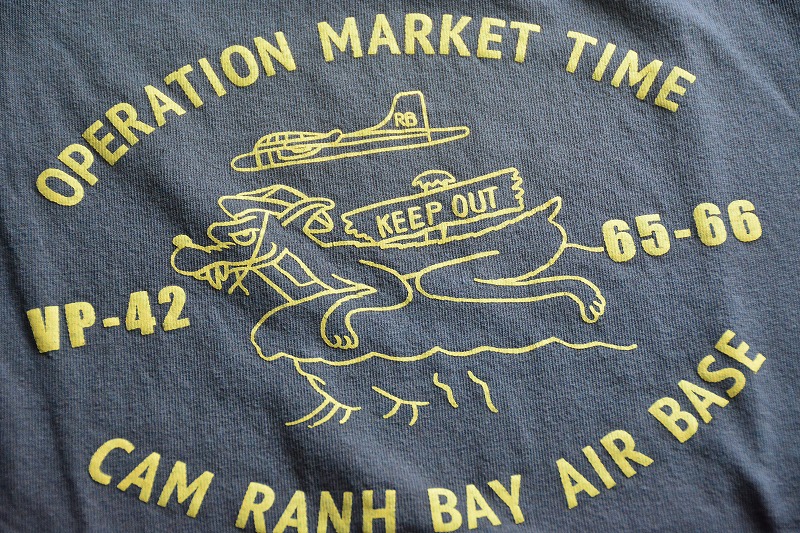 OPERATION MARKET TIME
RB
KEEP OUT
65-66
VP-42
CAM RANH BAY AIR BASE